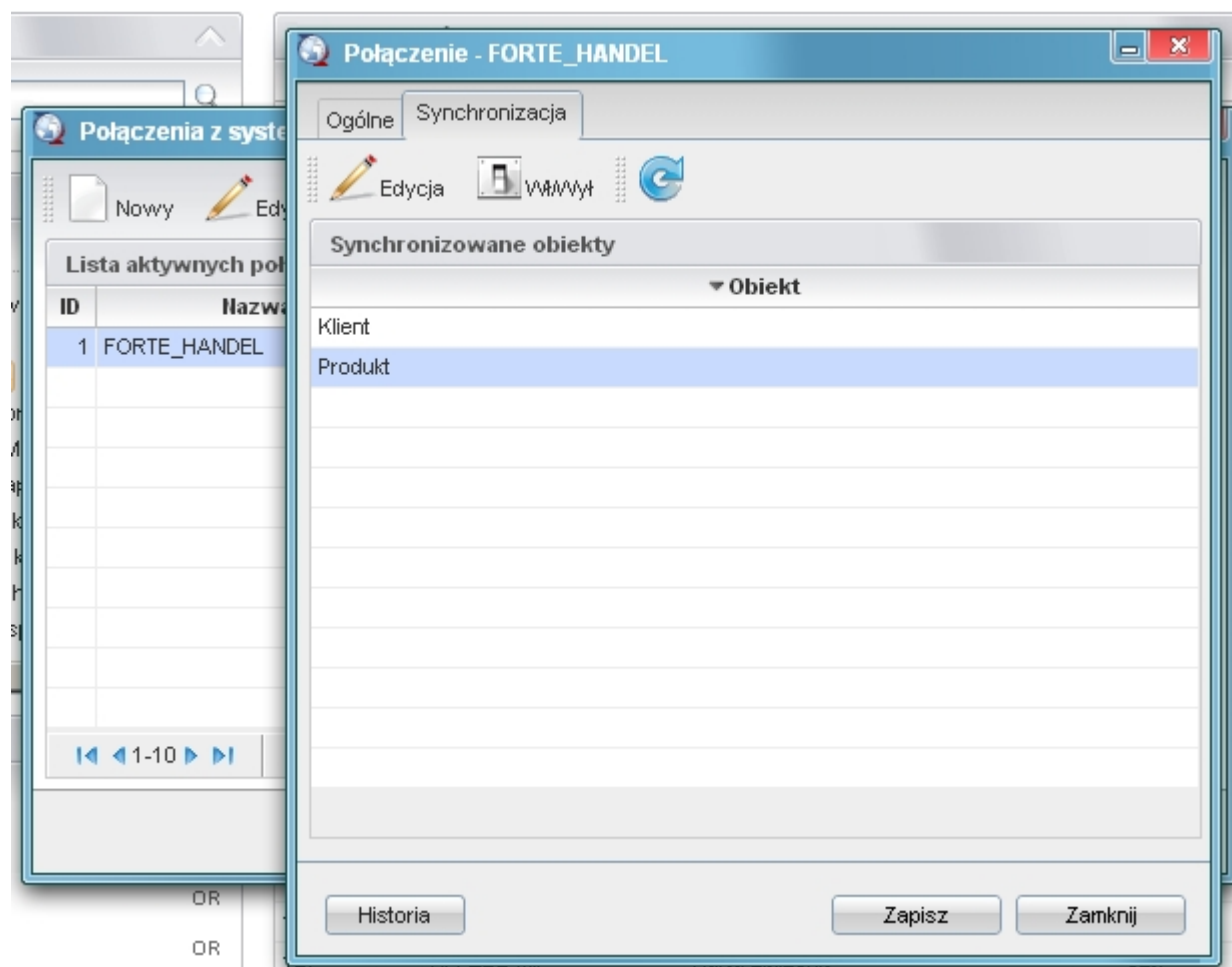 Połączenie - FORTE_HANDEL
Ogólne
Synchronizacja
Edycja
Wł/Wył
Synchronizowane obiekty
Obiekt
Klient
Produkt
Historia
Zapisz
Zamknij
Połączenia z syste
Nowy
Edy
Lista aktywnych poł
ID
Nazwa
1 FORTE_HANDEL
1-10
OR
OR